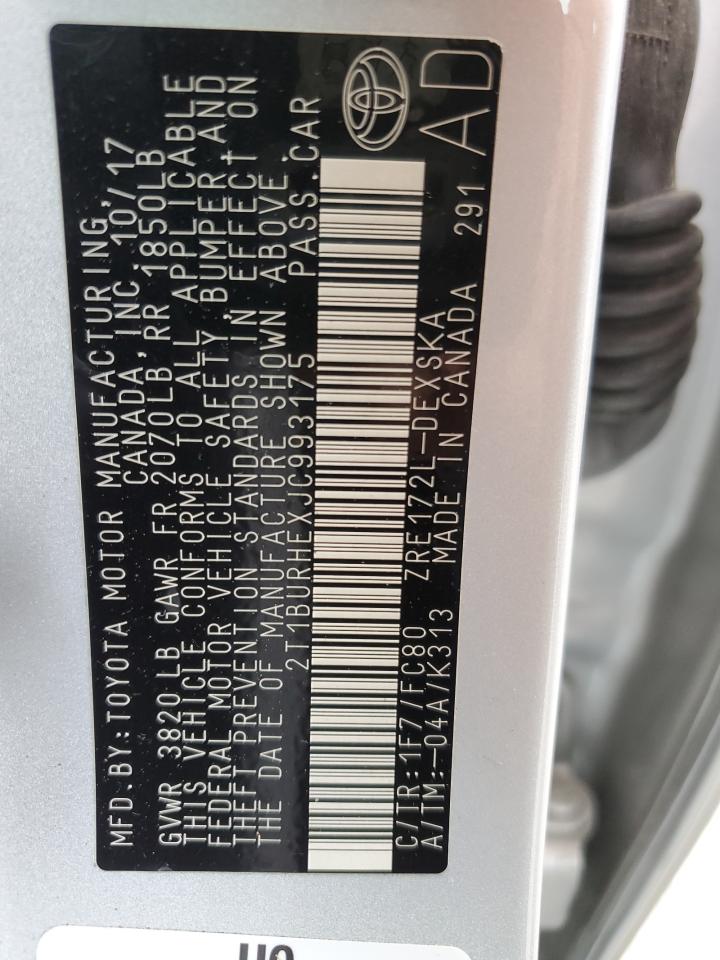 MFD.BY:TOYOTA MOTOR MANUFACTURING,
CANADA, INC. 10/17
GVWR 3820LB GAWR FR 2070LB RR 1850LB
THIS VEHICLE CONFORMS TO ALL APPLICABLE
FEDERAL MOTOR VEHICLE SAFETY, BUMPER AND
THEFT PREVENTION STANDARDS IN EFFECT ON
THE DATE OF MANUFACTURE SHOWN ABOVE.
2T1BURHEXJC993175 PASS.CAR
C/TR:1F7/FC80 ZRE172L-DEXSKA
A/TM:-04A/K313 MADE IN CANADA 291 AD